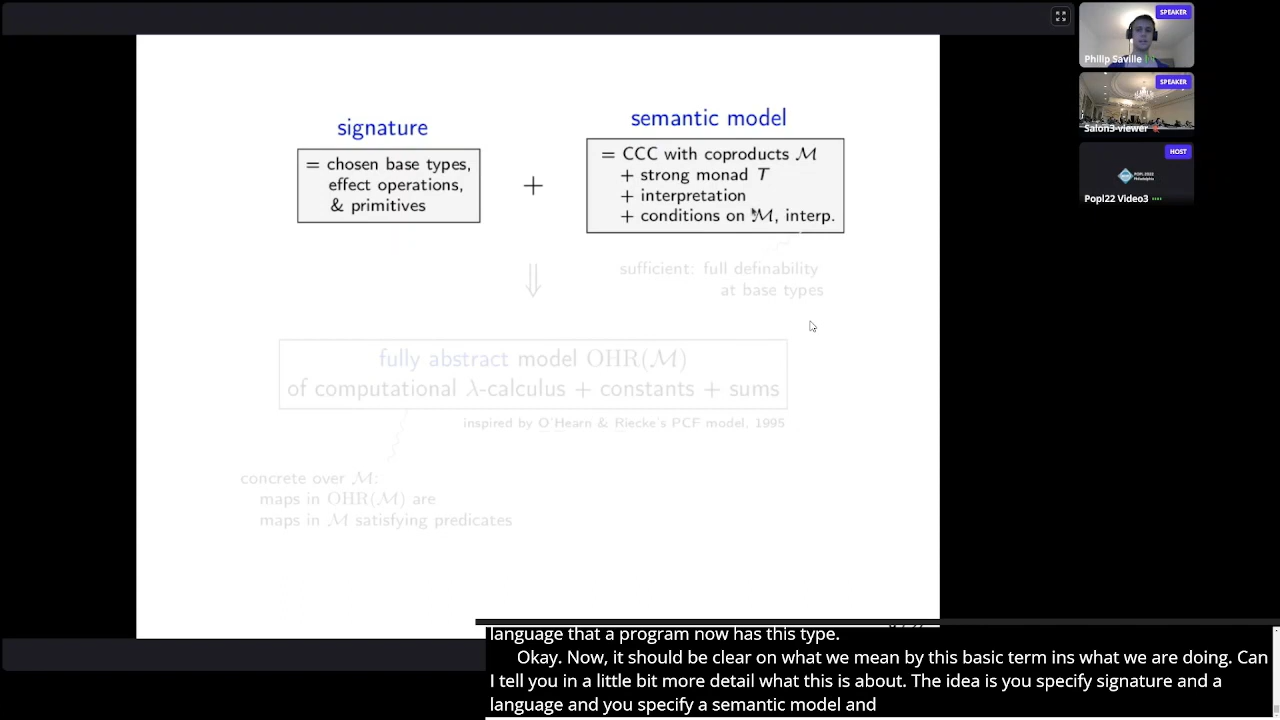 signature
= chosen base types,
effect operations,
& primitives
+
semantic model
= CCC with coproducts ℳ
+ strong monad T
+ interpretation
+ conditions on ℳ, interp.
sufficient: full definability
at base types
⇓
fully abstract model OHR(ℳ)
of computational λ-calculus + constants + sums
inspired by O'Hearn & Riecke's PCF model, 1995
concrete over ℳ:
maps in OHR(ℳ) are
maps in ℳ satisfying predicates
SPEAKER
Philip Saville
SPEAKER
Salon3-viewer
HOST
POPL 2022
Philadelphia
Popl22 Video3
language that a program now has this type.
Okay. Now, it should be clear on what we mean by this basic term ins what we are doing. Can
I tell you in a little bit more detail what this is about. The idea is you specify signature and a
language and you specify a semantic model and